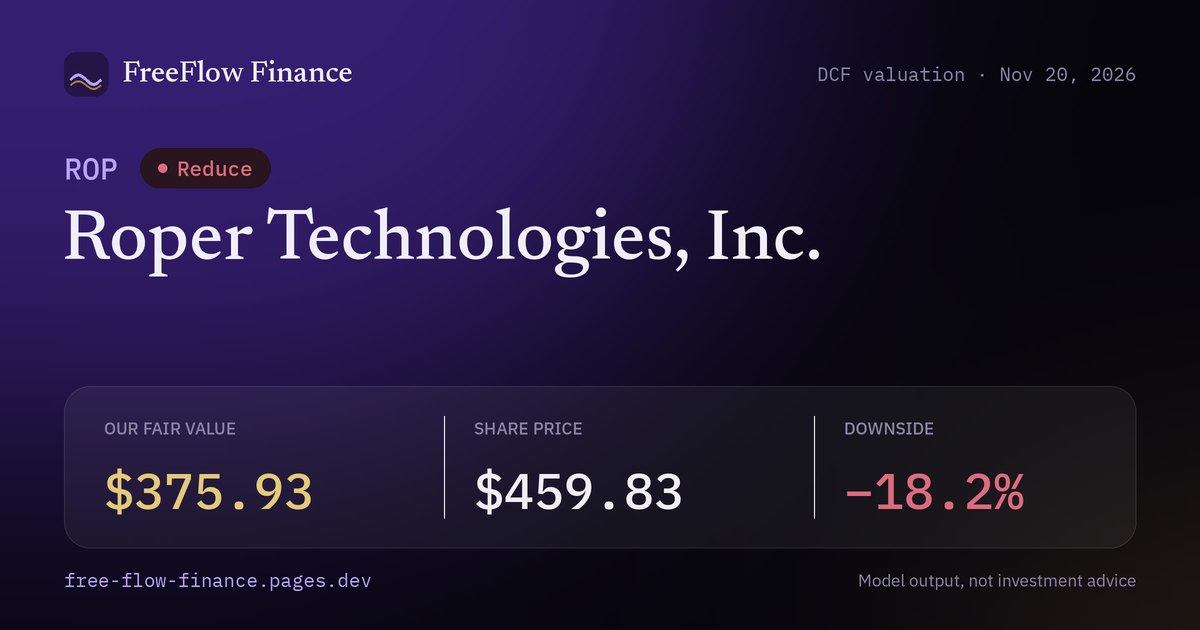 FreeFlow Finance
DCF valuation · Nov 20, 2026
ROP
Reduce
Roper Technologies, Inc.
OUR FAIR VALUE
SHARE PRICE
DOWNSIDE
$375.93
$459.83
−18.2%
free-flow-finance.pages.dev
Model output, not investment advice